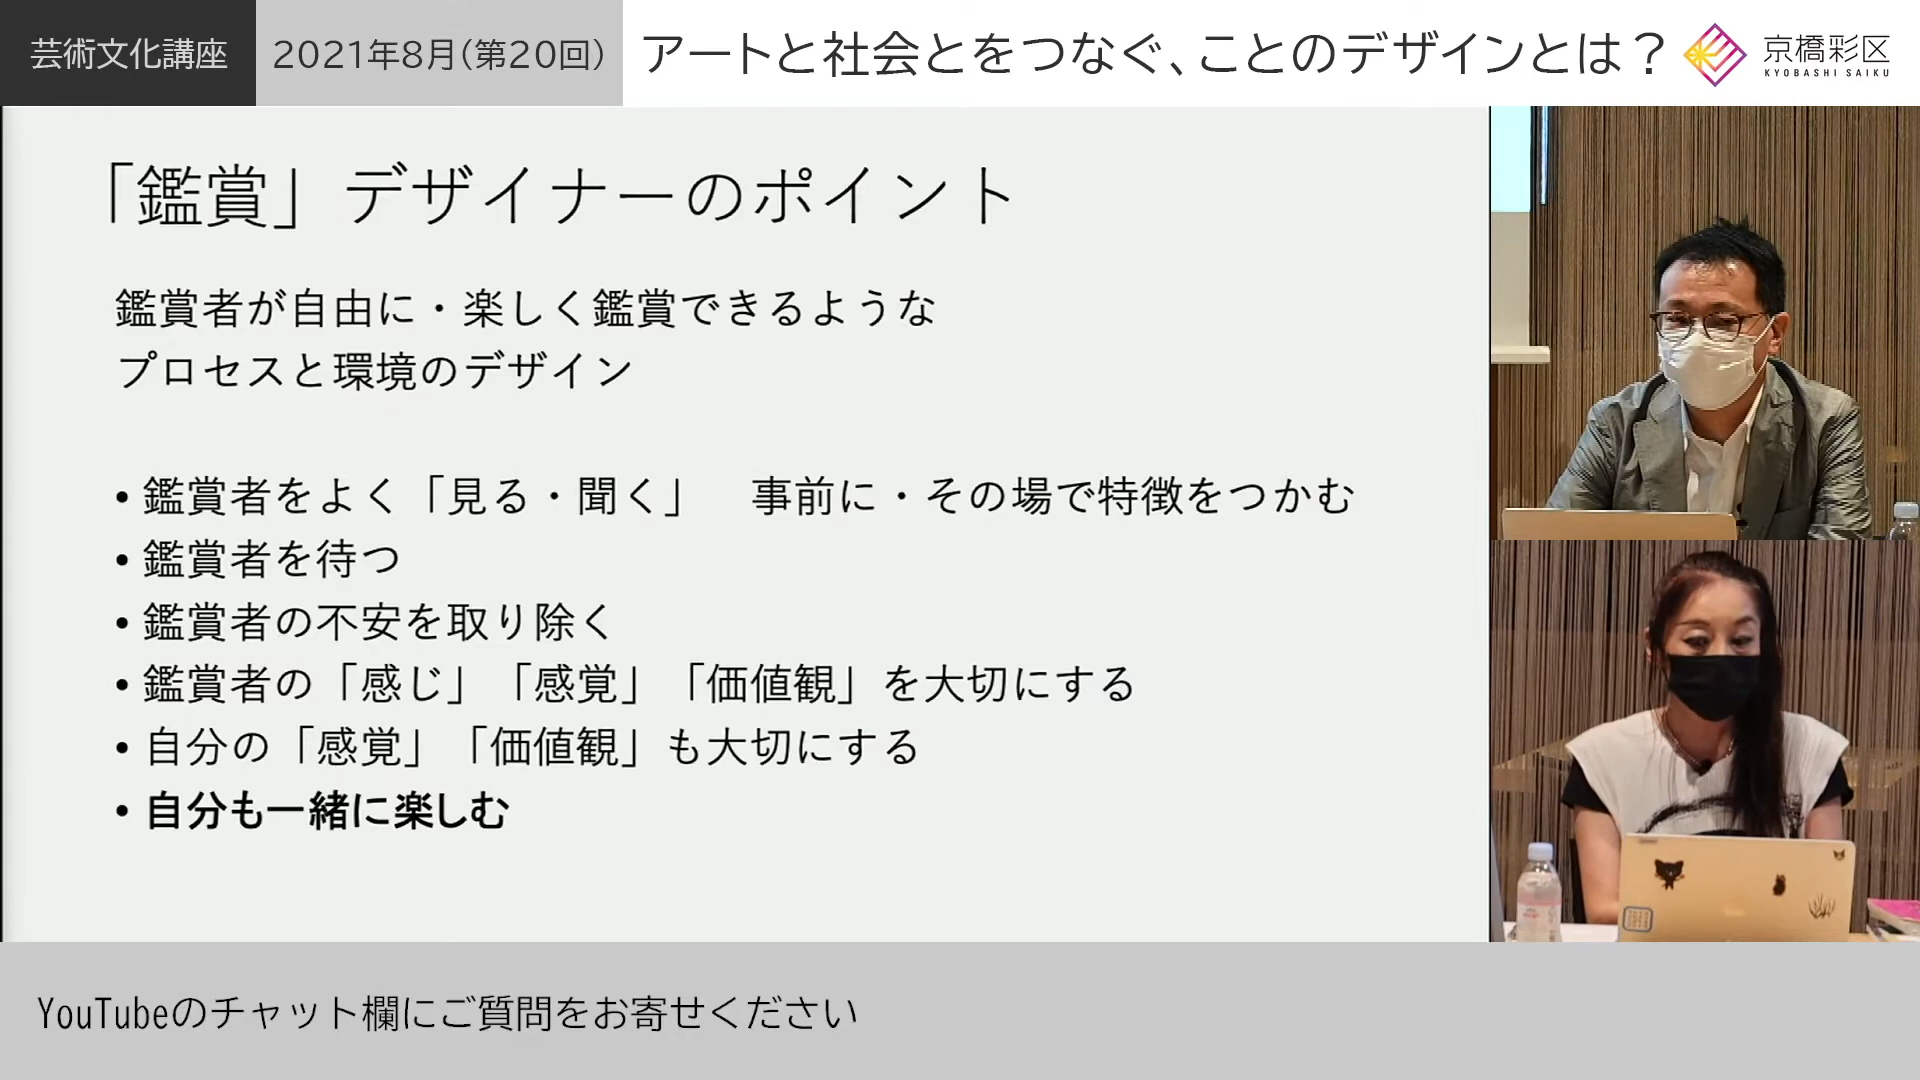 芸術文化講座
2021年8月(第20回)
アートと社会とをつなぐ、ことのデザインとは？
京橋彩区
KYOBASHI SAIKU
「鑑賞」デザイナーのポイント
鑑賞者が自由に・楽しく鑑賞できるような
プロセスと環境のデザイン
• 鑑賞者をよく「見る・聞く」　事前に・その場で特徴をつかむ
• 鑑賞者を待つ
• 鑑賞者の不安を取り除く
• 鑑賞者の「感じ」「感覚」「価値観」を大切にする
• 自分の「感覚」「価値観」も大切にする
• 自分も一緒に楽しむ
YouTubeのチャット欄にご質問をお寄せください